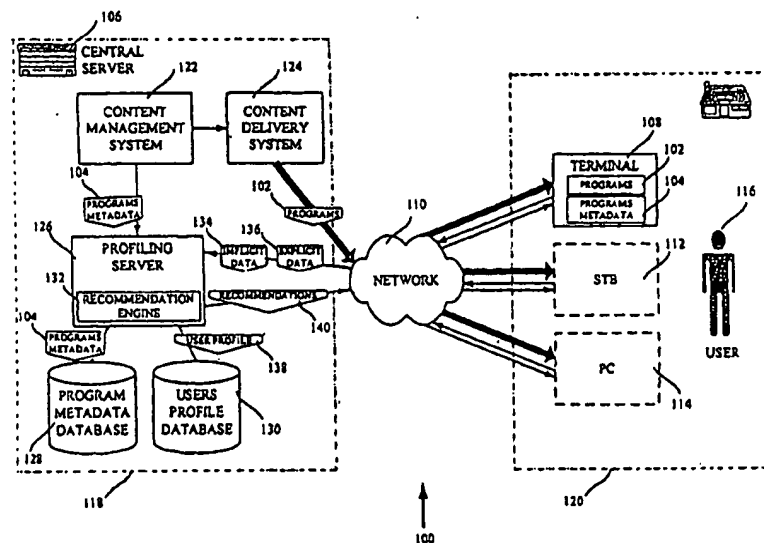 106
CENTRAL
SERVER
122
124
CONTENT
MANAGEMENT
SYSTEM
CONTENT
DELIVERY
SYSTEM
104
PROGRAMS
METADATA
102
PROGRAMS
126
PROFILING
SERVER
134
IMPLICIT
DATA
136
EXPLICIT
DATA
132
RECOMMENDATION
ENGINE
RECOMMENDATIONS
140
104
PROGRAMS
METADATA
USER PROFILE
138
PROGRAM
METADATA
DATABASE
128
USERS
PROFILE
DATABASE
130
118
110
NETWORK
108
TERMINAL
102
PROGRAMS
104
PROGRAMS
METADATA
112
STB
PC
114
116
USER
120
100